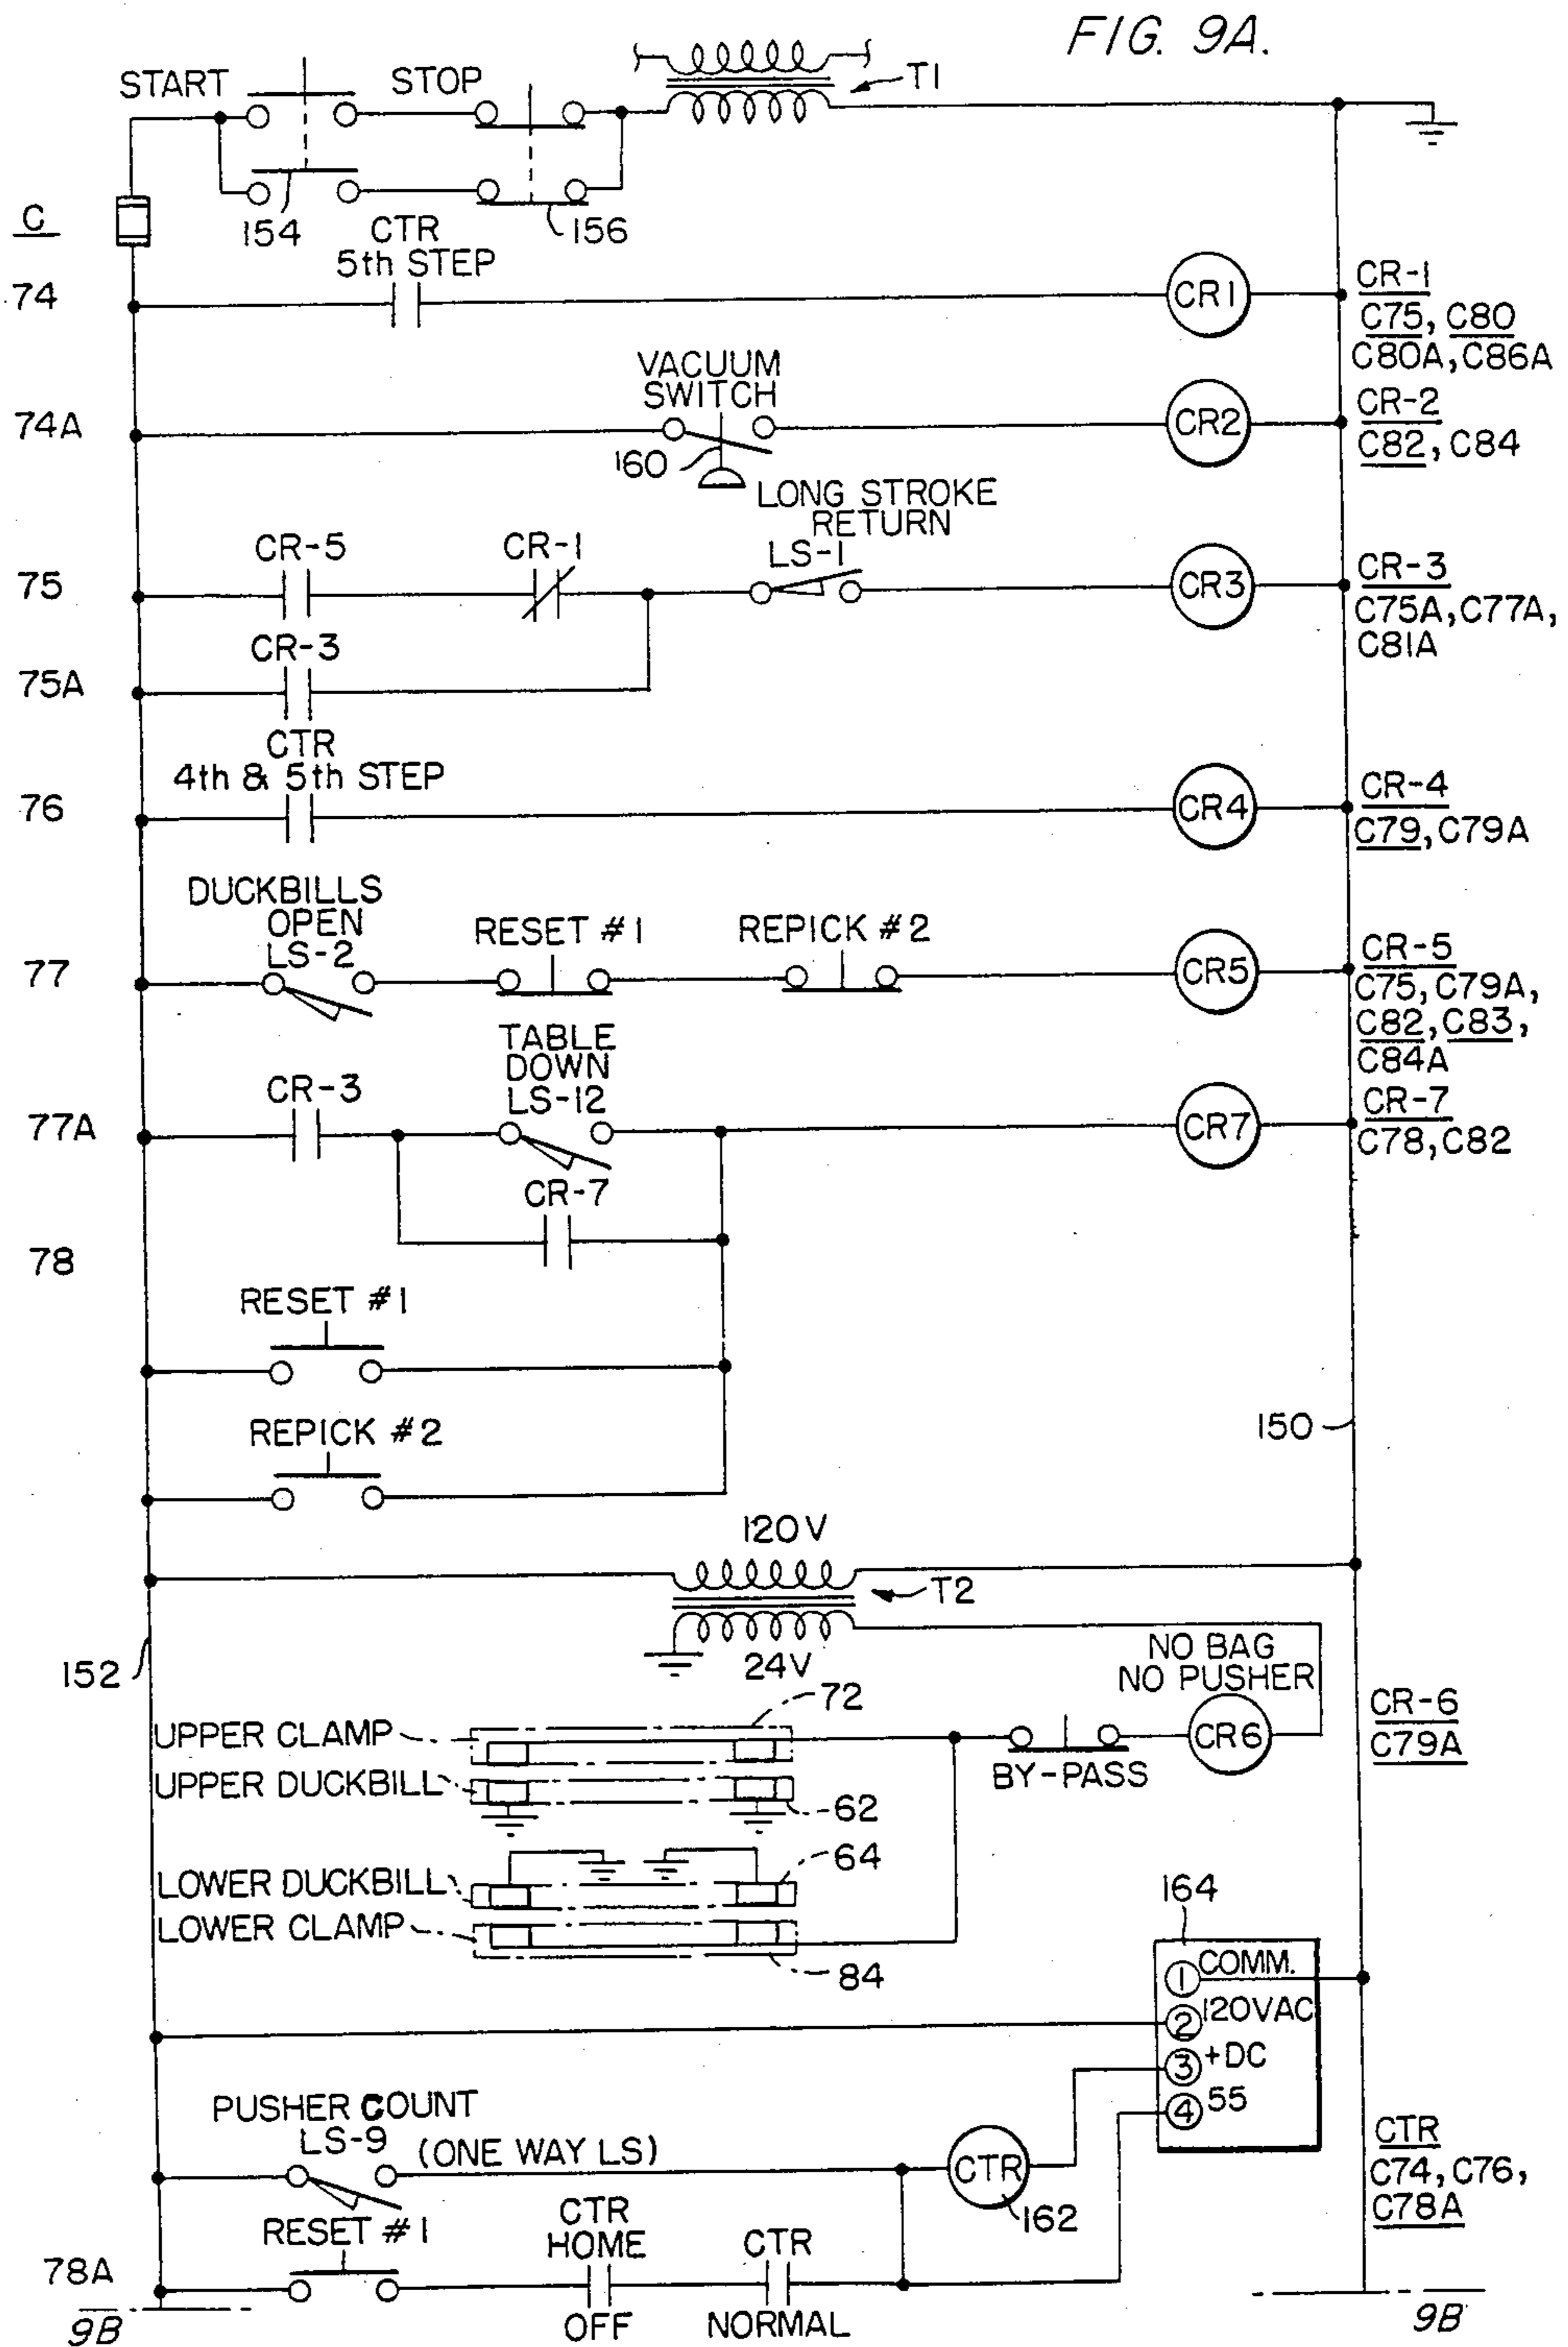 FIG. 9A.
START
STOP
T1
154
156
C
CTR
5th STEP
74
CR1
CR-1
C75, C80
C80A, C86A
VACUUM
SWITCH
74A
160
CR2
CR-2
C82, C84
LONG STROKE
RETURN
LS-1
CR-5
CR-1
75
CR3
CR-3
C75A, C77A,
C81A
CR-3
75A
CTR
4th & 5th STEP
76
CR4
CR-4
C79, C79A
DUCKBILLS
OPEN
LS-2
RESET #1
REPICK #2
77
CR5
CR-5
C75, C79A,
C82, C83,
C84A
TABLE
DOWN
LS-12
CR-3
77A
CR7
CR-7
C78, C82
CR-7
78
RESET #1
REPICK #2
150
120V
T2
24V
152
NO BAG
NO PUSHER
72
UPPER CLAMP
CR6
CR-6
C79A
BY-PASS
UPPER DUCKBILL
62
64
LOWER DUCKBILL
LOWER CLAMP
84
164
1 COMM.
2 120VAC
3 +DC
4 55
PUSHER COUNT
LS-9 (ONE WAY LS)
CTR
162
CTR
C74, C76,
C78A
RESET #1
CTR
HOME
CTR
78A
OFF
NORMAL
9B
9B